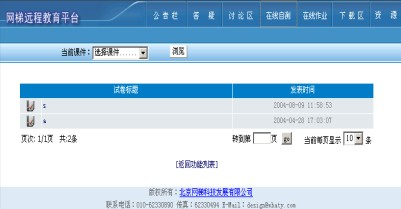 网梯远程教育平台 公告栏 答疑 讨论区 在线自测 在线作业 下载区 资源
当前课件： 选择课件...... 浏览
试卷标题 发表时间
z 2004-08-09 11:58:53
w 2004-04-28 17:03:07
页次:1/1页 共:2条 转到第 页 go 当前每页显示 10 条
[返回功能列表]
版权所有：北京网梯科技发展有限公司
联系电话：010-62330890 传真：62330494 E-Mail：design@whaty.com